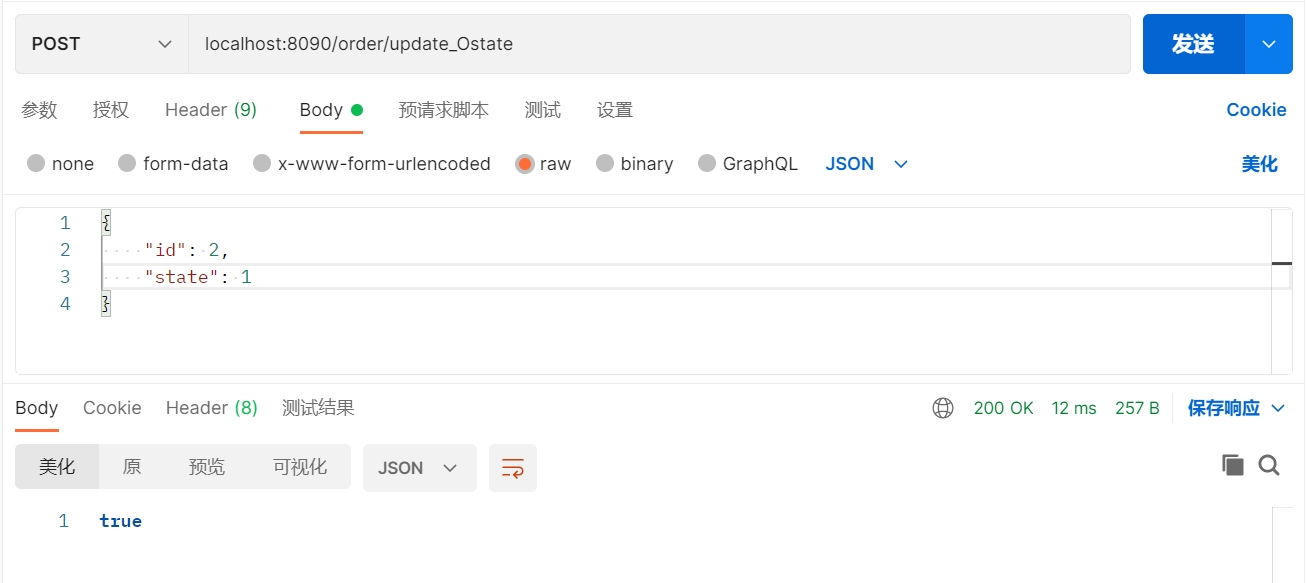 POST localhost:8090/order/update_Ostate 发送
参数 授权 Header (9) Body 预请求脚本 测试 设置 Cookie
none form-data x-www-form-urlencoded raw binary GraphQL JSON 美化
1 {
2 "id": 2,
3 "state": 1
4 }
Body Cookie Header (8) 测试结果 200 OK 12 ms 257 B 保存响应
美化 原 预览 可视化 JSON
1 true